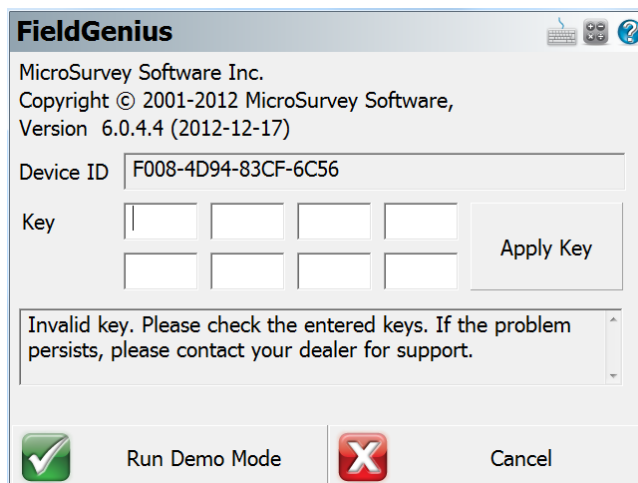 FieldGenius
MicroSurvey Software Inc.
Copyright © 2001-2012 MicroSurvey Software,
Version 6.0.4.4 (2012-12-17)
Device ID F008-4D94-83CF-6C56
Key
Apply Key
Invalid key. Please check the entered keys. If the problem
persists, please contact your dealer for support.
Run Demo Mode Cancel